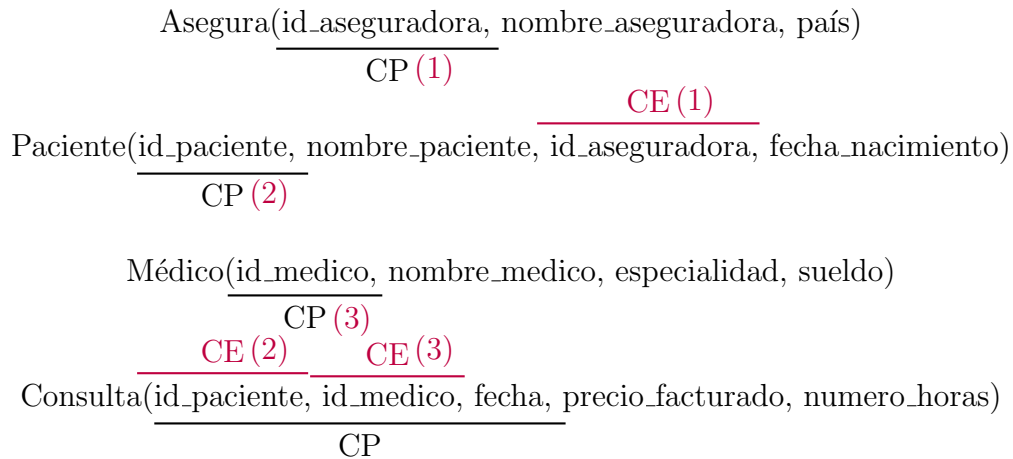 Asegura(id_aseguradora, nombre_aseguradora, país)
CP (1)
CE (1)
Paciente(id_paciente, nombre_paciente, id_aseguradora, fecha_nacimiento)
CP (2)
Médico(id_medico, nombre_medico, especialidad, sueldo)
CP (3)
CE (2) CE (3)
Consulta(id_paciente, id_medico, fecha, precio_facturado, numero_horas)
CP